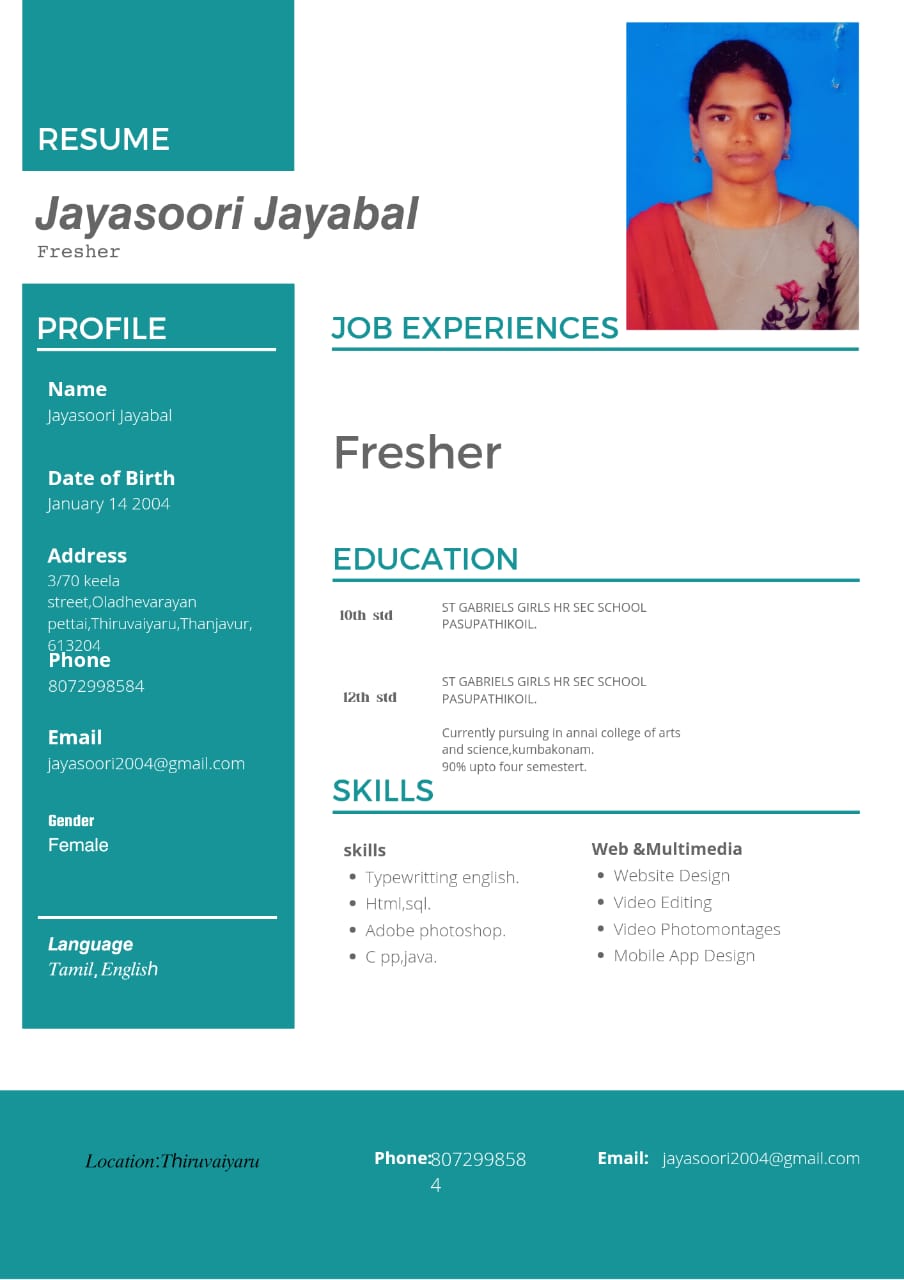 RESUME
Jayasoori Jayabal
Fresher
PROFILE
Name
Jayasoori Jayabal
Date of Birth
January 14 2004
Address
3/70 keela
street,Oladhevarayan
pettai,Thiruvaiyaru,Thanjavur,
613204
Phone
8072998584
Email
jayasoori2004@gmail.com
Gender
Female
Language
Tamil,English
JOB EXPERIENCES
Fresher
EDUCATION
10th std
ST GABRIELS GIRLS HR SEC SCHOOL
PASUPATHIKOIL.
12th std
ST GABRIELS GIRLS HR SEC SCHOOL
PASUPATHIKOIL.
Currently pursuing in annai college of arts
and science,kumbakonam.
90% upto four semestert.
SKILLS
skills
Typewritting english.
Html,sql.
Adobe photoshop.
C pp,java.
Web &Multimedia
Website Design
Video Editing
Video Photomontages
Mobile App Design
Location:Thiruvaiyaru
Phone:807299858
4
Email: jayasoori2004@gmail.com